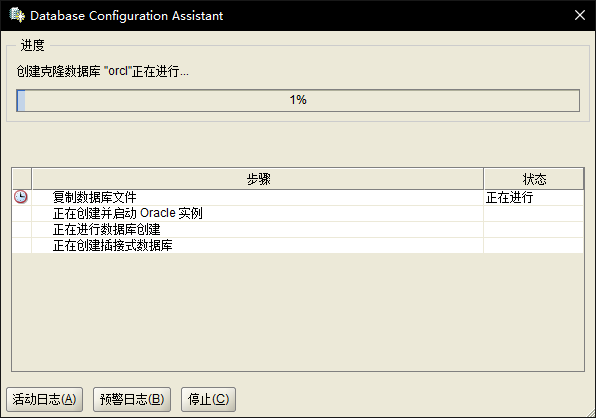 Database Configuration Assistant
进度
创建克隆数据库 "orcl"正在进行...
1%
步骤 状态
复制数据库文件 正在进行
正在创建并启动 Oracle 实例
正在进行数据库创建
正在创建插接式数据库
活动日志(A) 预警日志(B) 停止(C)